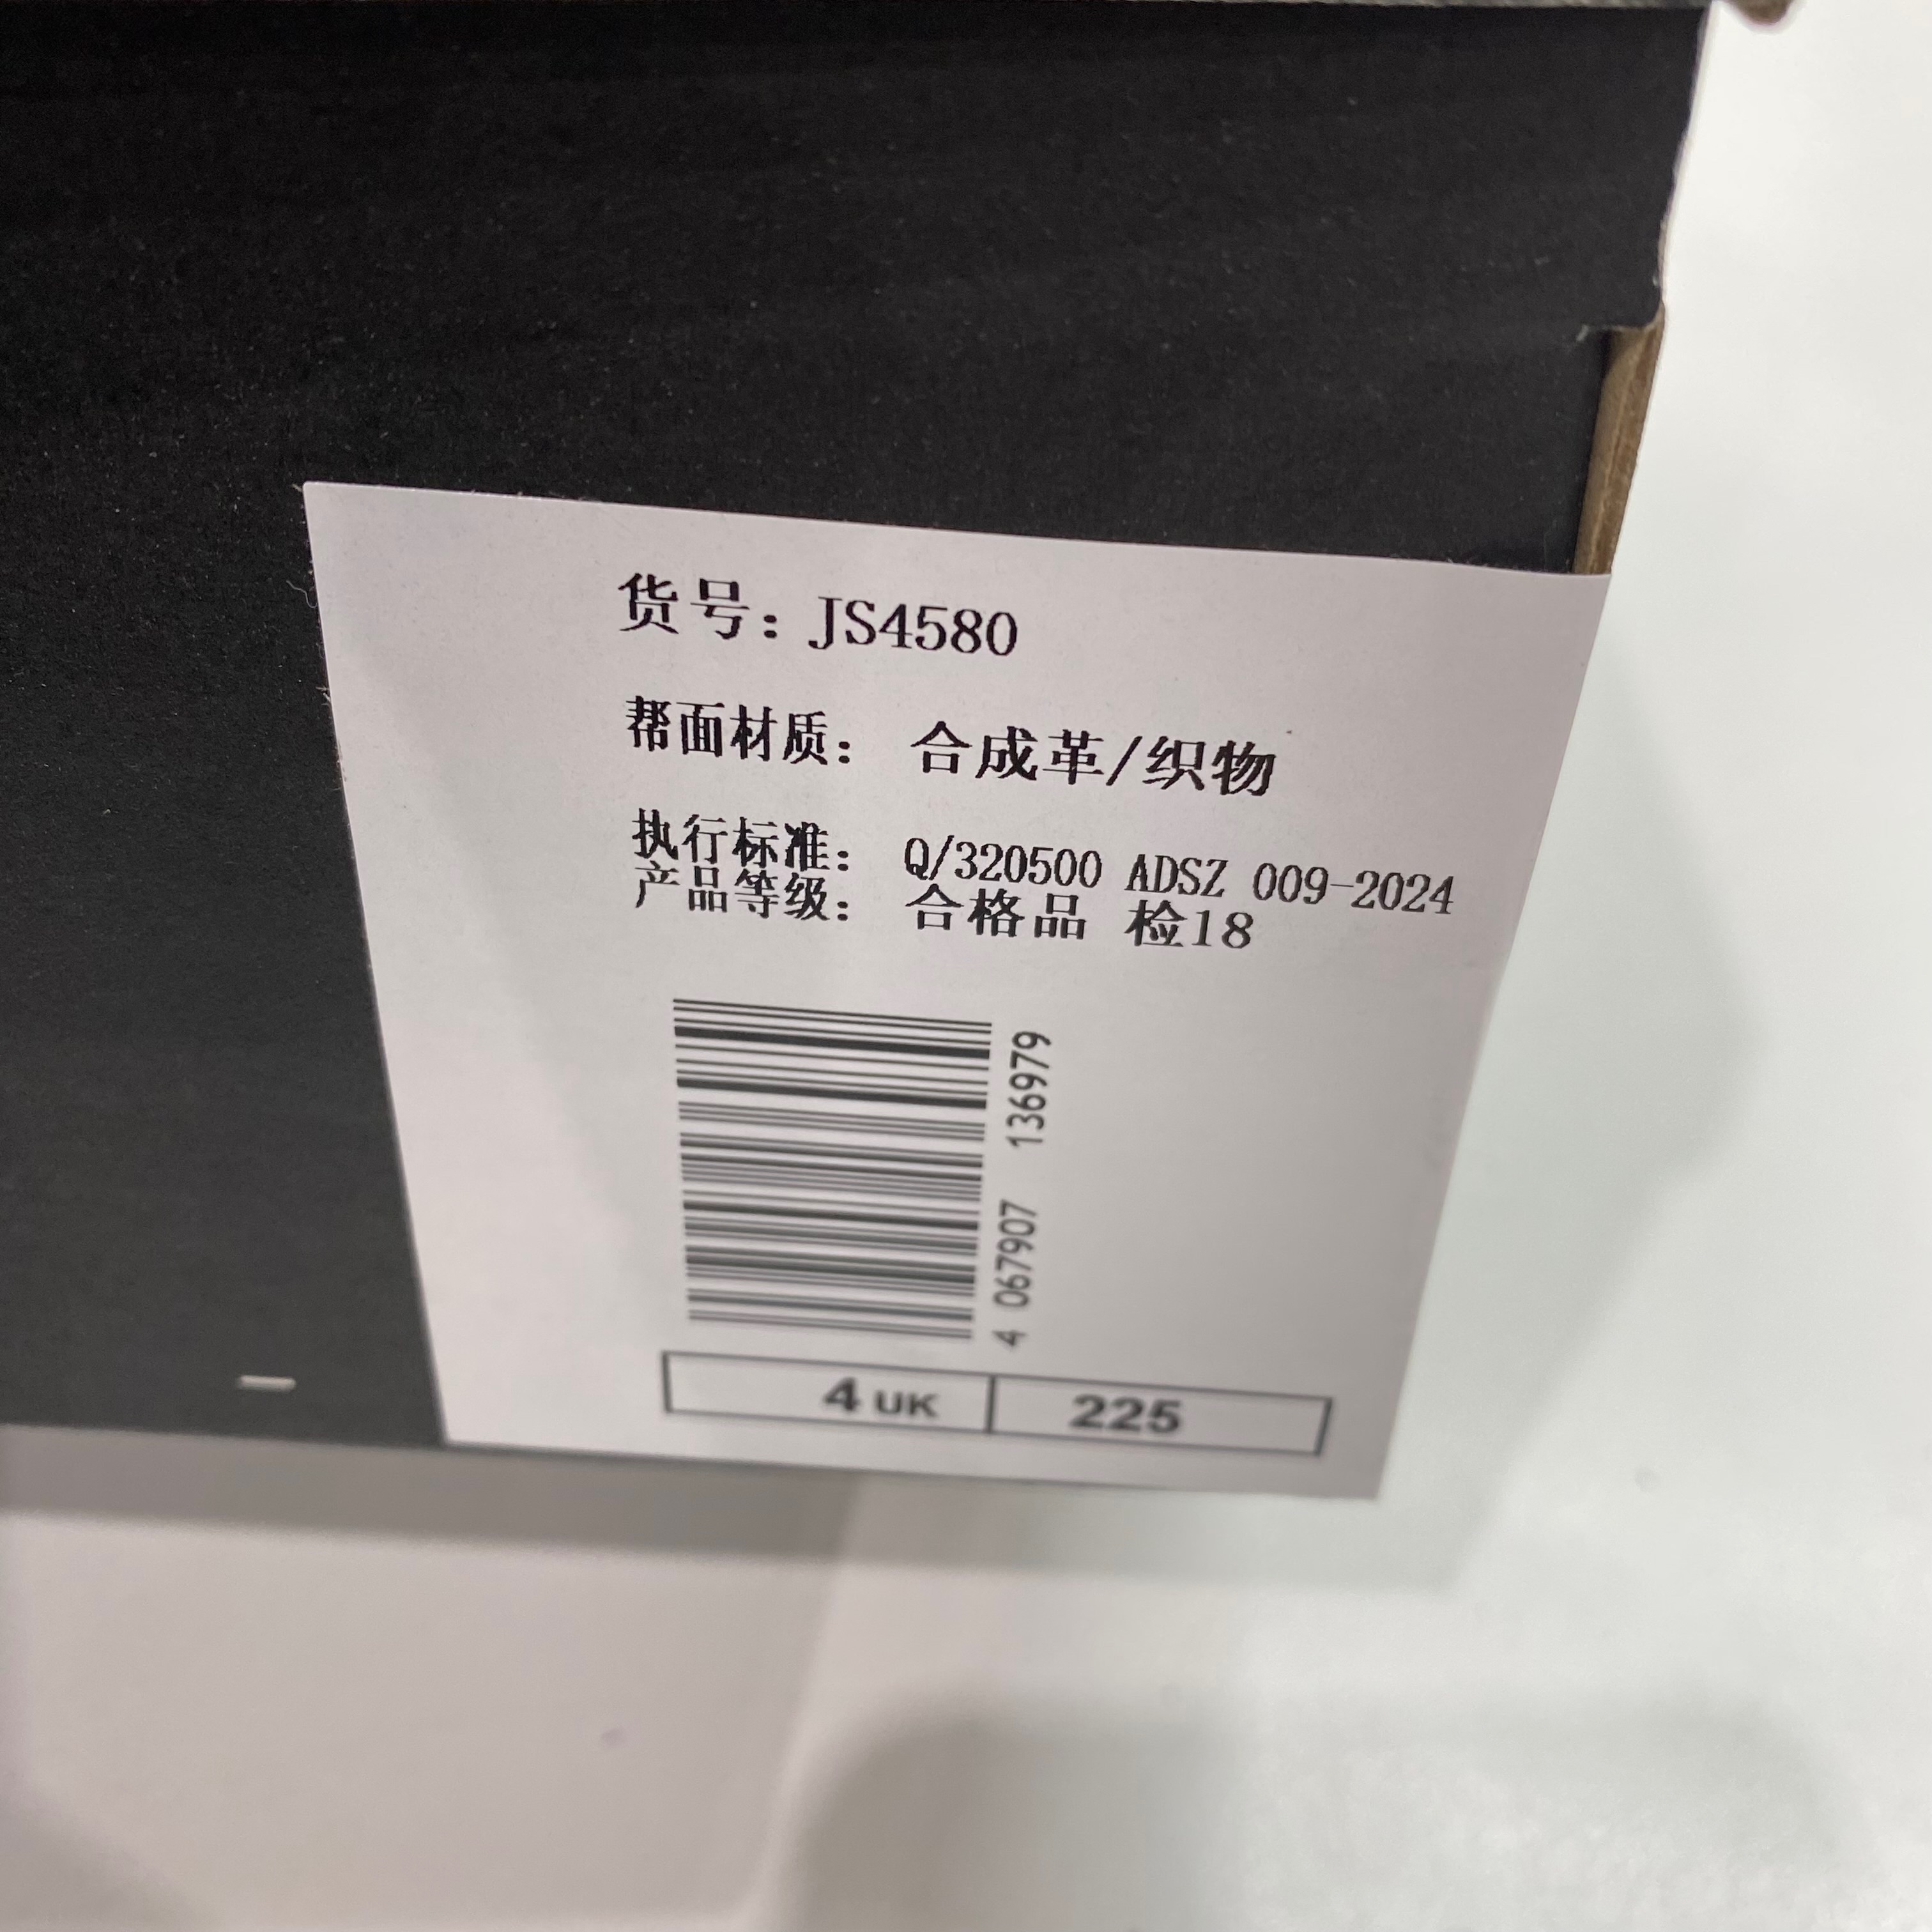 货号：JS4580
帮面材质： 合成革/织物
执行标准： Q/320500 ADSZ 009-2024
产品等级： 合格品 检18
4 067907 136979
4 UK 225